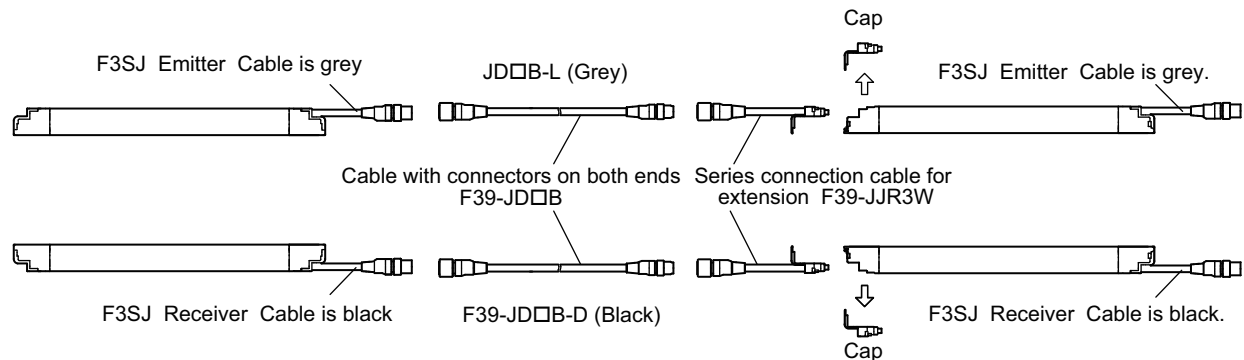 Cap
F3SJ Emitter Cable is grey
JD□B-L (Grey)
F3SJ Emitter Cable is grey.
Cable with connectors on both ends
F39-JD□B
Series connection cable for
extension F39-JJR3W
F3SJ Receiver Cable is black
F39-JD□B-D (Black)
F3SJ Receiver Cable is black.
Cap